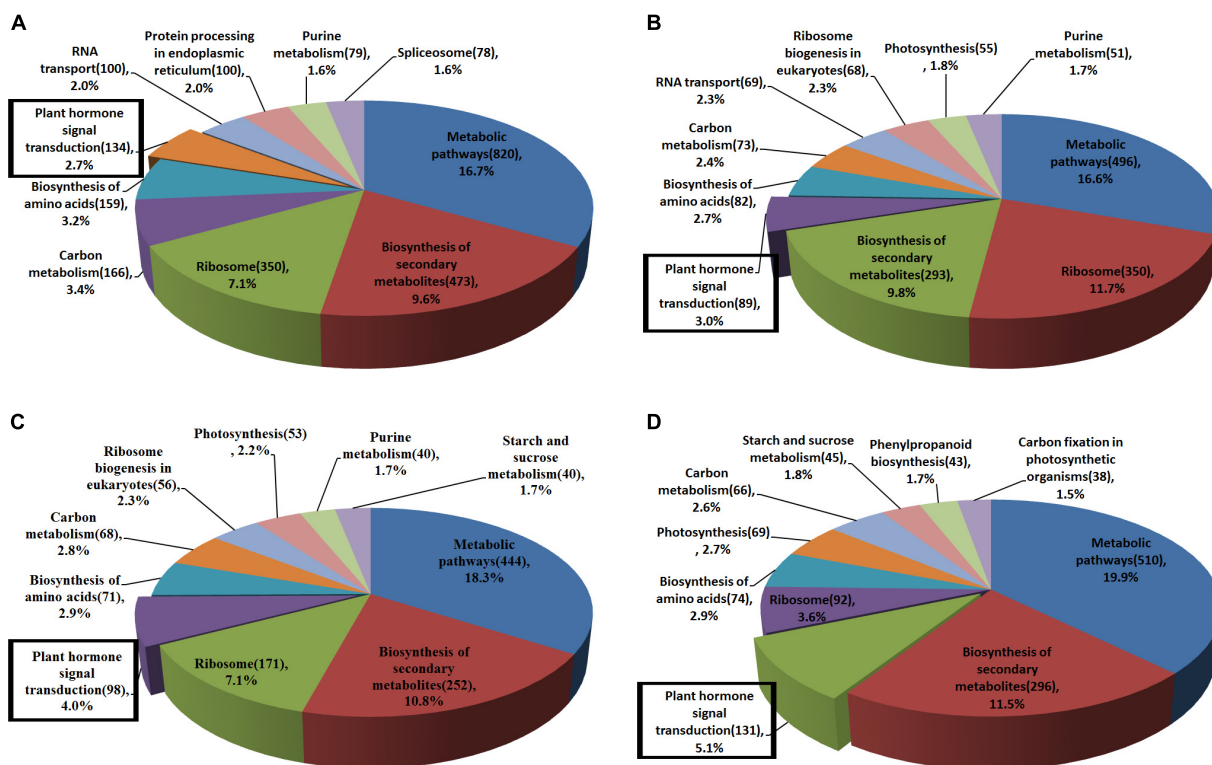 A
RNA
transport(100),
2.0%
Protein processing
in endoplasmic
reticulum(100),
2.0%
Purine
metabolism(79),
1.6%
Spliceosome(78),
1.6%
Plant hormone
signal
transduction(134),
2.7%
Biosynthesis of
amino acids(159),
3.2%
Carbon
metabolism(166),
3.4%
Ribosome(350),
7.1%
Biosynthesis of
secondary
metabolites(473),
9.6%
Metabolic
pathways(820),
16.7%
B
RNA transport(69),
2.3%
Ribosome
biogenesis in
eukaryotes(68),
2.3%
Photosynthesis(55)
, 1.8%
Purine
metabolism(51),
1.7%
Carbon
metabolism(73),
2.4%
Biosynthesis of
amino acids(82),
2.7%
Plant hormone
signal
transduction(89),
3.0%
Biosynthesis of
secondary
metabolites(293),
9.8%
Ribosome(350),
11.7%
Metabolic
pathways(496),
16.6%
C
Ribosome
biogenesis in
eukaryotes(56),
2.3%
Photosynthesis(53)
, 2.2%
Purine
metabolism(40),
1.7%
Starch and
sucrose
metabolism(40),
1.7%
Carbon
metabolism(68),
2.8%
Biosynthesis of
amino acids(71),
2.9%
Plant hormone
signal
transduction(98),
4.0%
Ribosome(171),
7.1%
Biosynthesis of
secondary
metabolites(252),
10.8%
Metabolic
pathways(444),
18.3%
D
Starch and sucrose
metabolism(45),
1.8%
Phenylpropanoid
biosynthesis(43),
1.7%
Carbon fixation in
photosynthetic
organisms(38),
1.5%
Carbon
metabolism(66),
2.6%
Photosynthesis(69)
, 2.7%
Biosynthesis of
amino acids(74),
2.9%
Ribosome(92),
3.6%
Plant hormone
signal
transduction(131),
5.1%
Biosynthesis of
secondary
metabolites(296),
11.5%
Metabolic
pathways(510),
19.9%